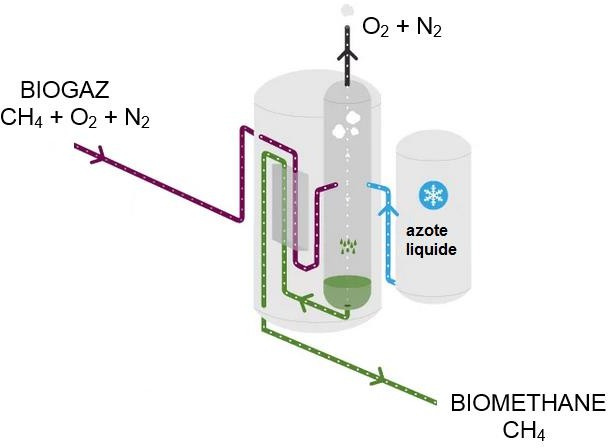 O₂ + N₂
BIOGAZ
CH₄ + O₂ + N₂
azote
liquide
BIOMETHANE
CH₄